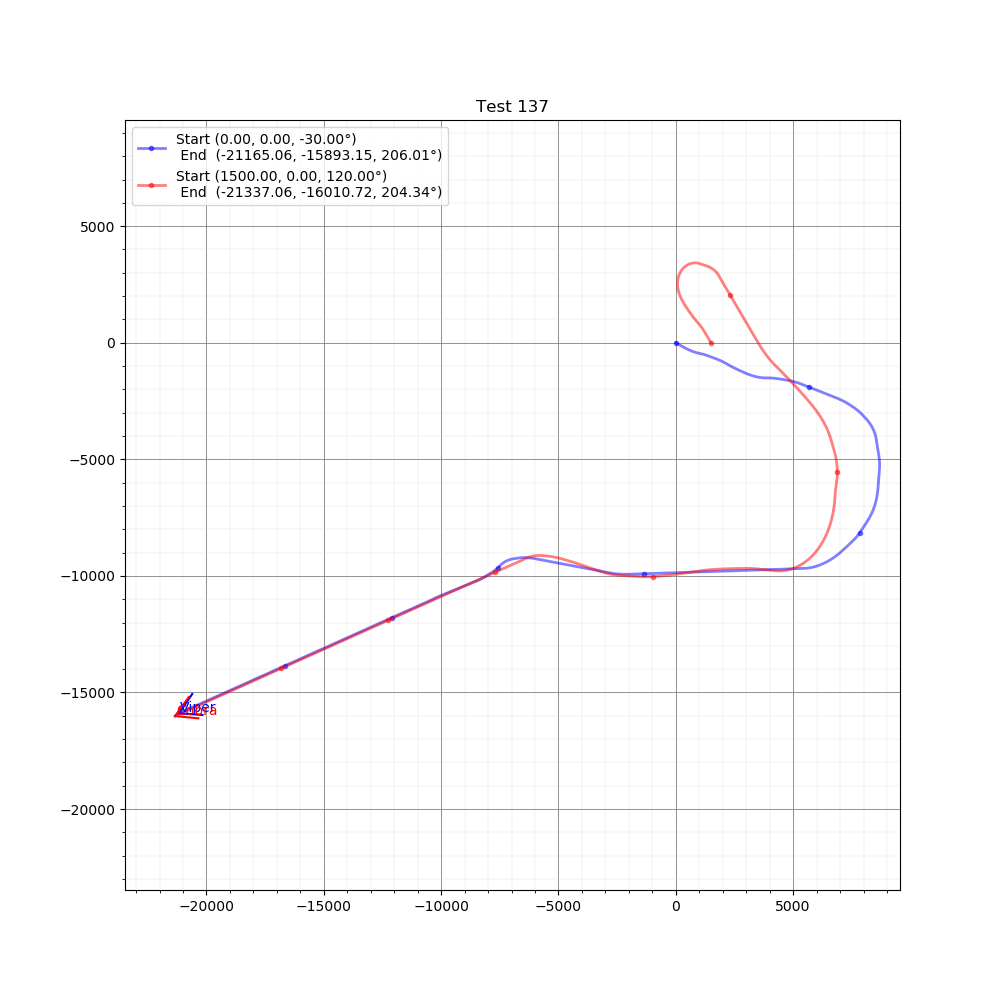 Test 137
Start (0.00, 0.00, -30.00°)
End (-21165.06, -15893.15, 206.01°)
Start (1500.00, 0.00, 120.00°)
End (-21337.06, -16010.72, 204.34°)
5000
0
−5000
−10000
−15000
−20000
Viper
−20000 −15000 −10000 −5000 0 5000